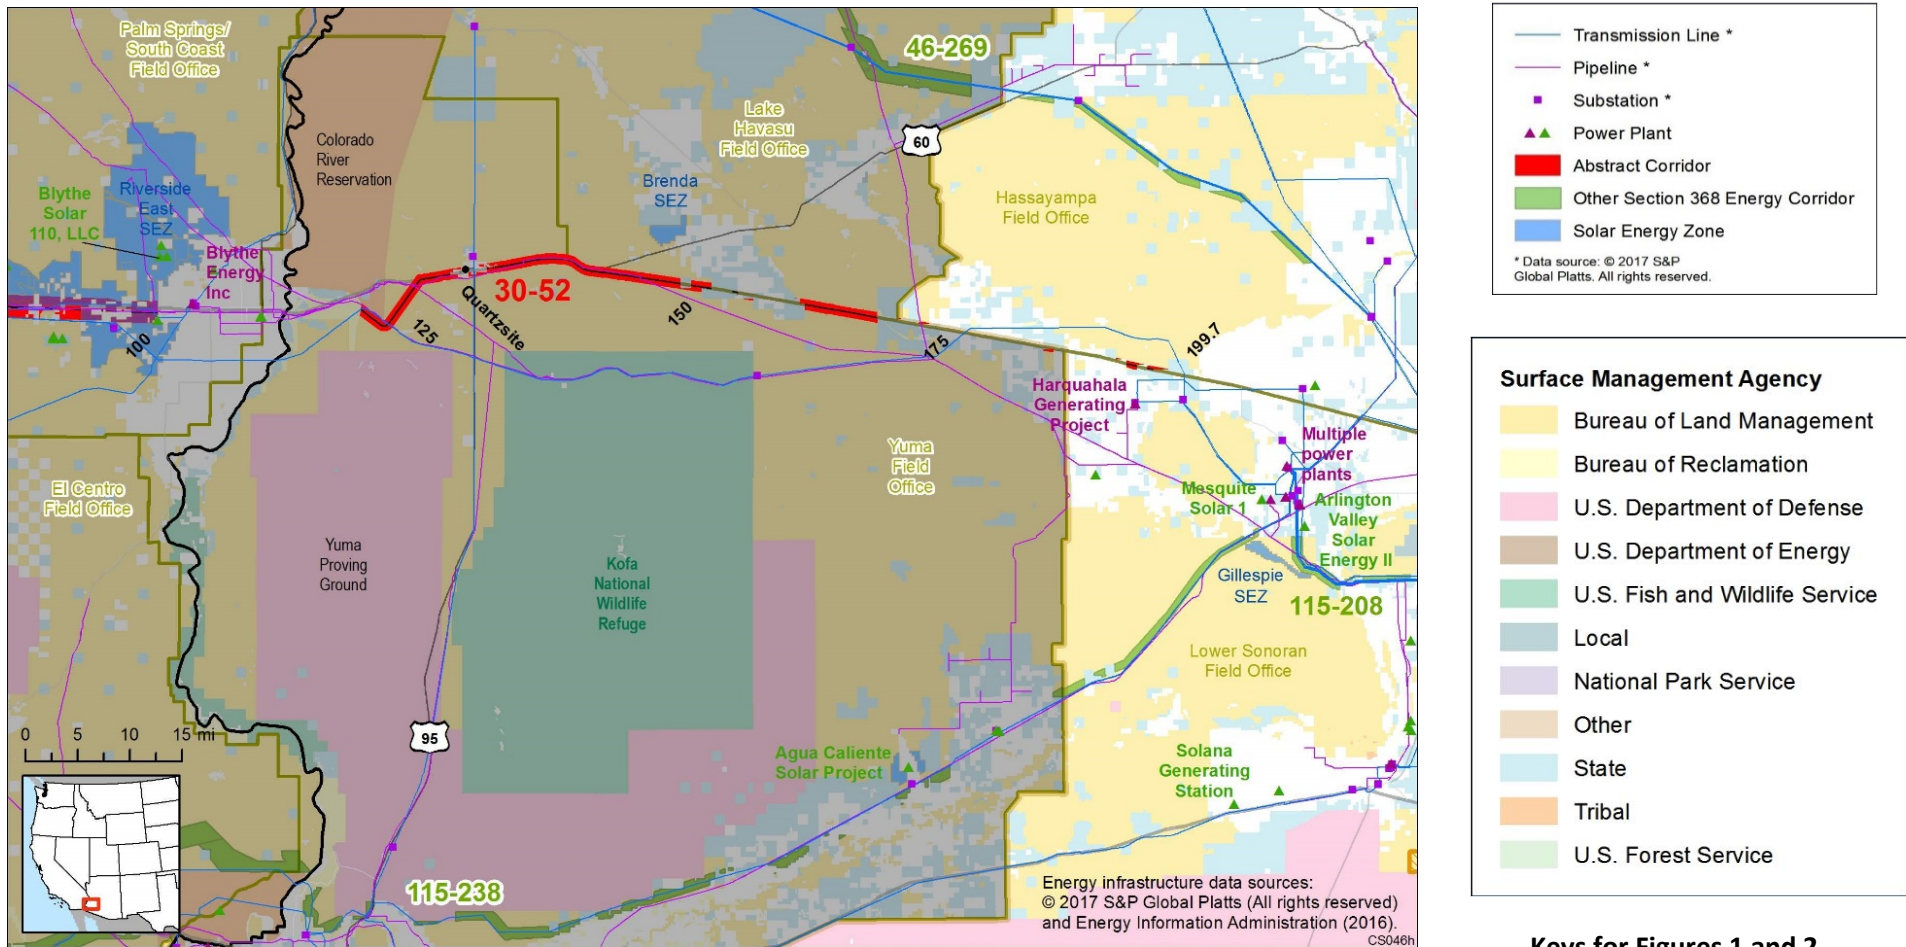 Palm Springs/
South Coast
Field Office
46-269
Lake
Havasu
Field Office
60
Colorado
River
Reservation
Blythe
Solar
110, LLC
Riverside
East
SEZ
Brenda
SEZ
Hassayampa
Field Office
Blythe
Energy
Inc
30-52
Quartzsite
100
125
150
175
199.7
Harquahala
Generating
Project
Multiple
power
plants
Yuma
Field
Office
El Centro
Field Office
Mesquite
Solar 1
Arlington
Valley
Solar
Energy II
Yuma
Proving
Ground
Kofa
National
Wildlife
Refuge
Gillespie
SEZ
115-208
Lower Sonoran
Field Office
95
0 5 10 15 mi
Agua Caliente
Solar Project
Solana
Generating
Station
115-238
Energy infrastructure data sources:
© 2017 S&P Global Platts (All rights reserved)
and Energy Information Administration (2016).
CS046h
Transmission Line *
Pipeline *
Substation *
Power Plant
Abstract Corridor
Other Section 368 Energy Corridor
Solar Energy Zone
* Data source: © 2017 S&P
Global Platts. All rights reserved.
Surface Management Agency
Bureau of Land Management
Bureau of Reclamation
U.S. Department of Defense
U.S. Department of Energy
U.S. Fish and Wildlife Service
Local
National Park Service
Other
State
Tribal
U.S. Forest Service
Keys for Figures 1 and 2